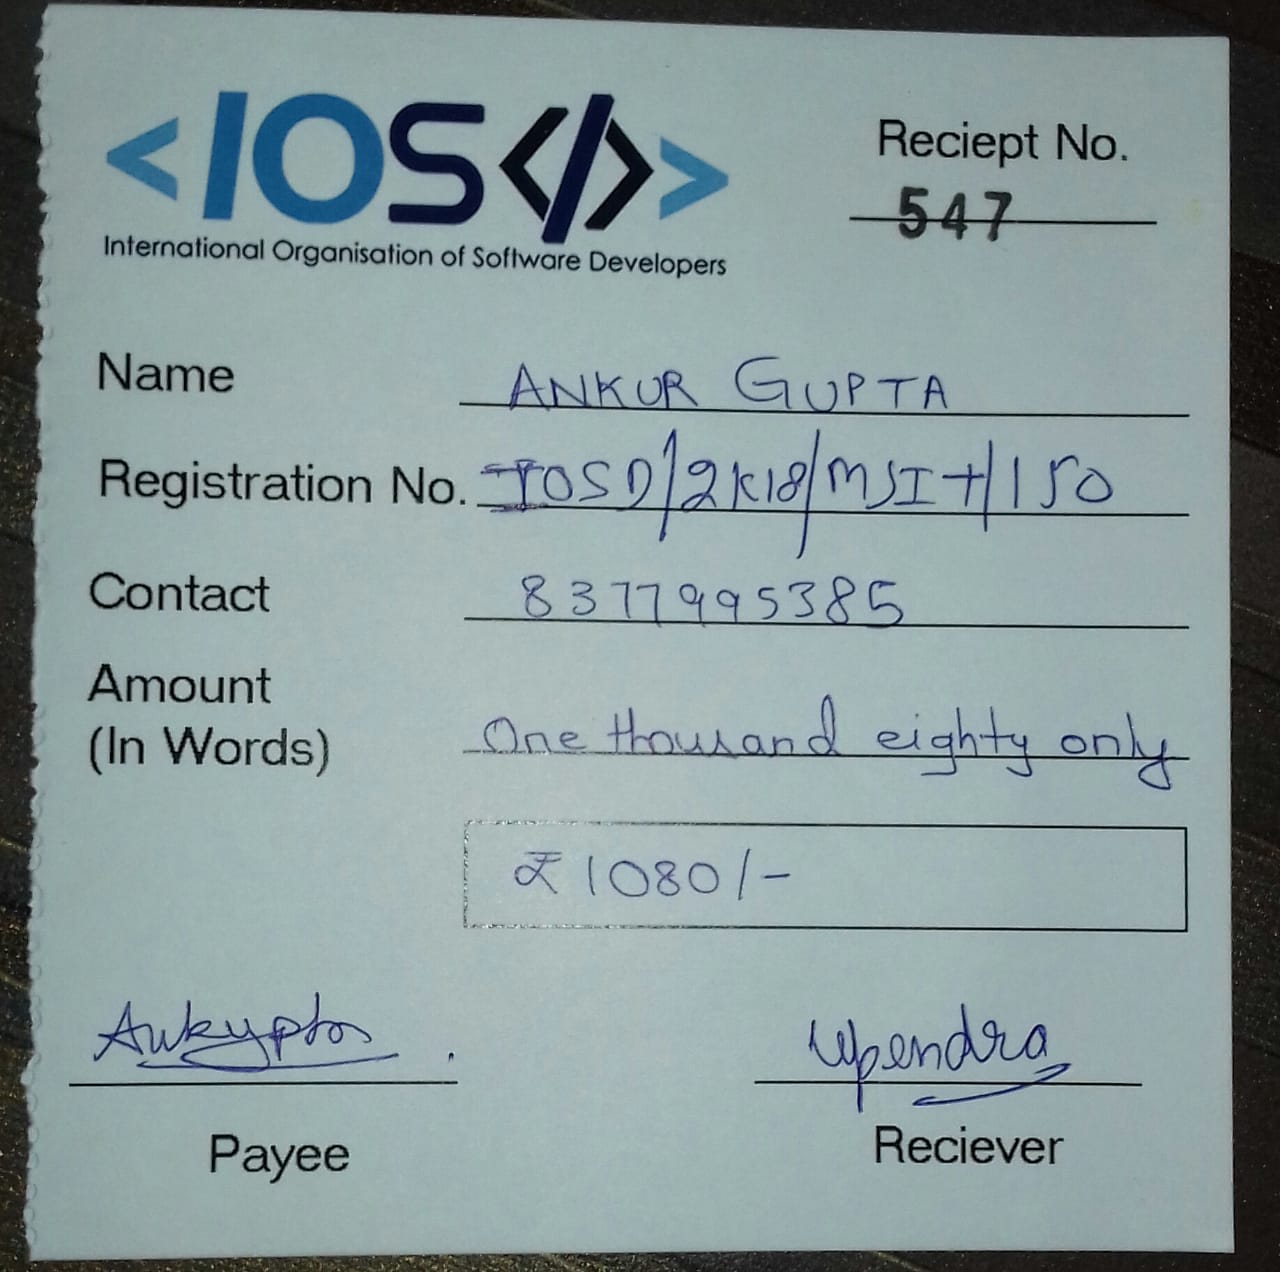 <IOS</>>
International Organisation of Software Developers
Reciept No.
547
Name ANKUR GUPTA
Registration No. IOSD/2K18/MSIT/150
Contact 8377995385
Amount
(In Words) One thousand eighty only
₹ 1080/-
Ankypta Upendra
Payee Reciever